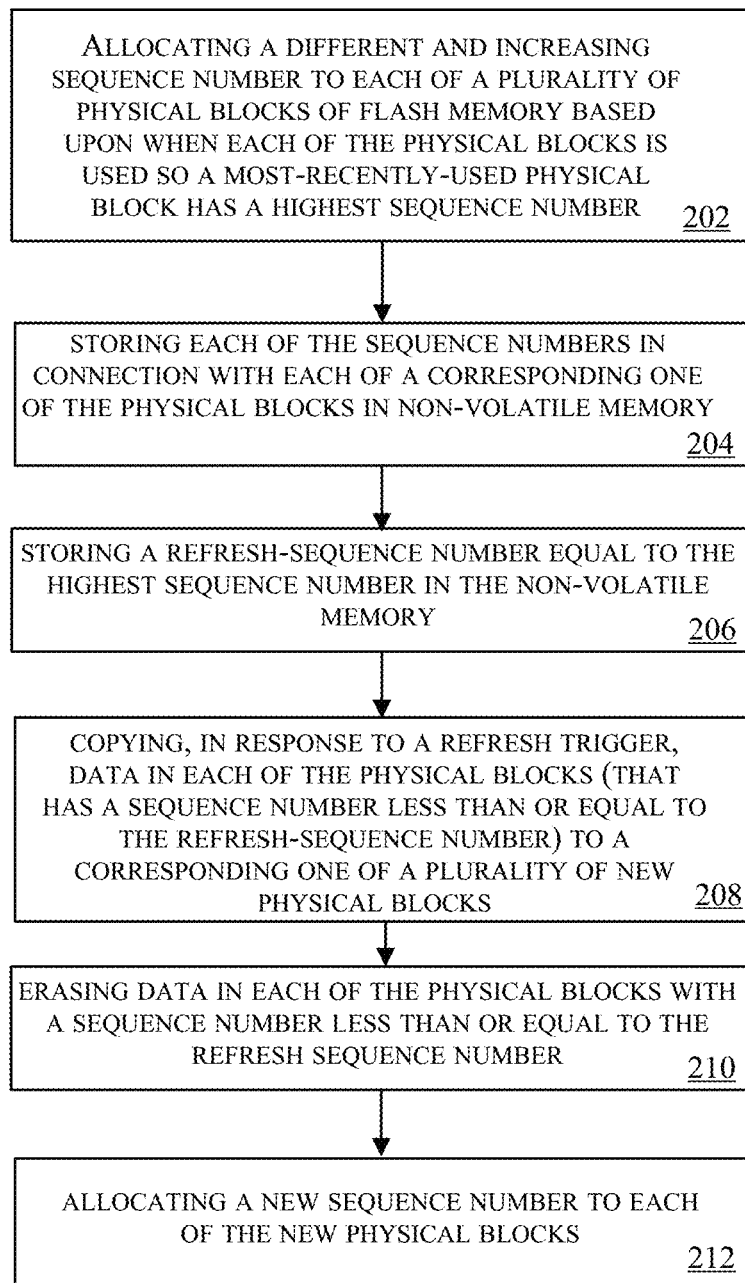 ALLOCATING A DIFFERENT AND INCREASING
SEQUENCE NUMBER TO EACH OF A PLURALITY OF
PHYSICAL BLOCKS OF FLASH MEMORY BASED
UPON WHEN EACH OF THE PHYSICAL BLOCKS IS
USED SO A MOST-RECENTLY-USED PHYSICAL
BLOCK HAS A HIGHEST SEQUENCE NUMBER
202
STORING EACH OF THE SEQUENCE NUMBERS IN
CONNECTION WITH EACH OF A CORRESPONDING ONE
OF THE PHYSICAL BLOCKS IN NON-VOLATILE MEMORY
204
STORING A REFRESH-SEQUENCE NUMBER EQUAL TO THE
HIGHEST SEQUENCE NUMBER IN THE NON-VOLATILE
MEMORY
206
COPYING, IN RESPONSE TO A REFRESH TRIGGER,
DATA IN EACH OF THE PHYSICAL BLOCKS (THAT
HAS A SEQUENCE NUMBER LESS THAN OR EQUAL TO
THE REFRESH-SEQUENCE NUMBER) TO A
CORRESPONDING ONE OF A PLURALITY OF NEW
PHYSICAL BLOCKS
208
ERASING DATA IN EACH OF THE PHYSICAL BLOCKS WITH
A SEQUENCE NUMBER LESS THAN OR EQUAL TO THE
REFRESH SEQUENCE NUMBER
210
ALLOCATING A NEW SEQUENCE NUMBER TO EACH
OF THE NEW PHYSICAL BLOCKS
212